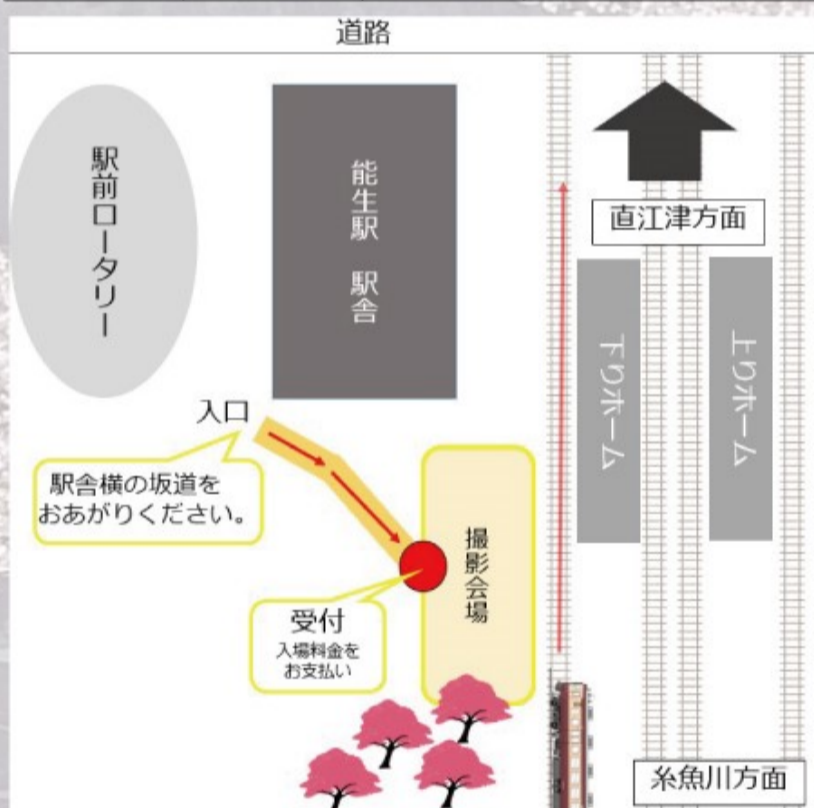 道路
駅前ロータリー
能生駅 駅舎
直江津方面
下りホーム
上りホーム
入口
駅舎横の坂道を
おあがりください。
撮影会場
受付
入場料金を
お支払い
糸魚川方面